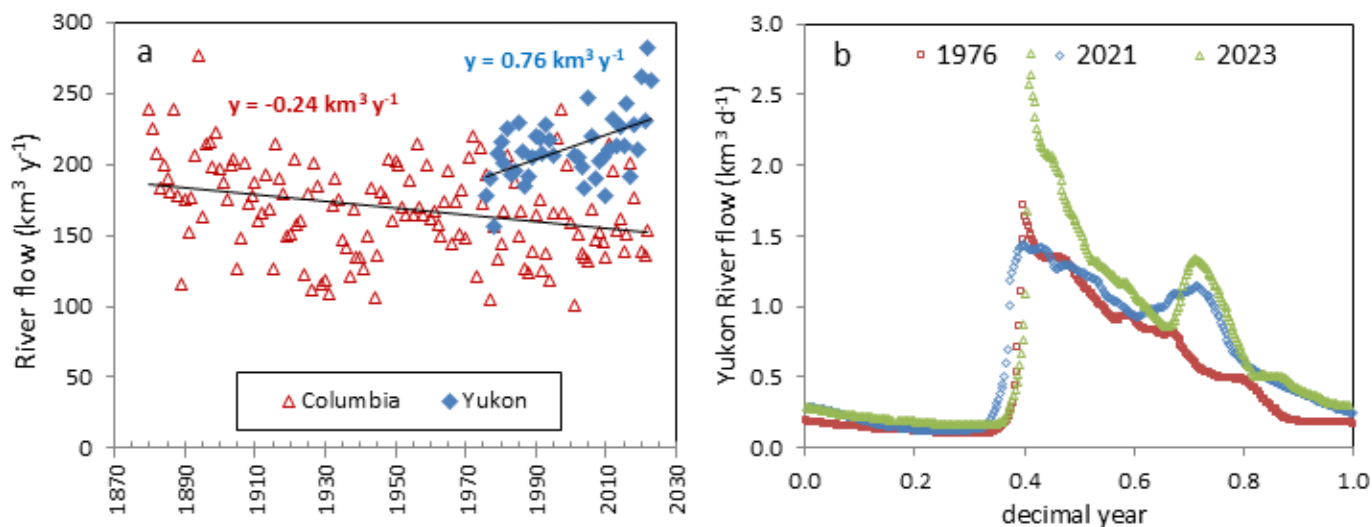 a
y = 0.76 km³ y⁻¹
y = -0.24 km³ y⁻¹
River flow (km³ y⁻¹)
300
250
200
150
100
50
0
Columbia Yukon
1870 1890 1910 1930 1950 1970 1990 2010 2030
b 1976 2021 2023
Yukon River flow (km³ d⁻¹)
3.0
2.5
2.0
1.5
1.0
0.5
0.0
0.0 0.2 0.4 0.6 0.8 1.0
decimal year